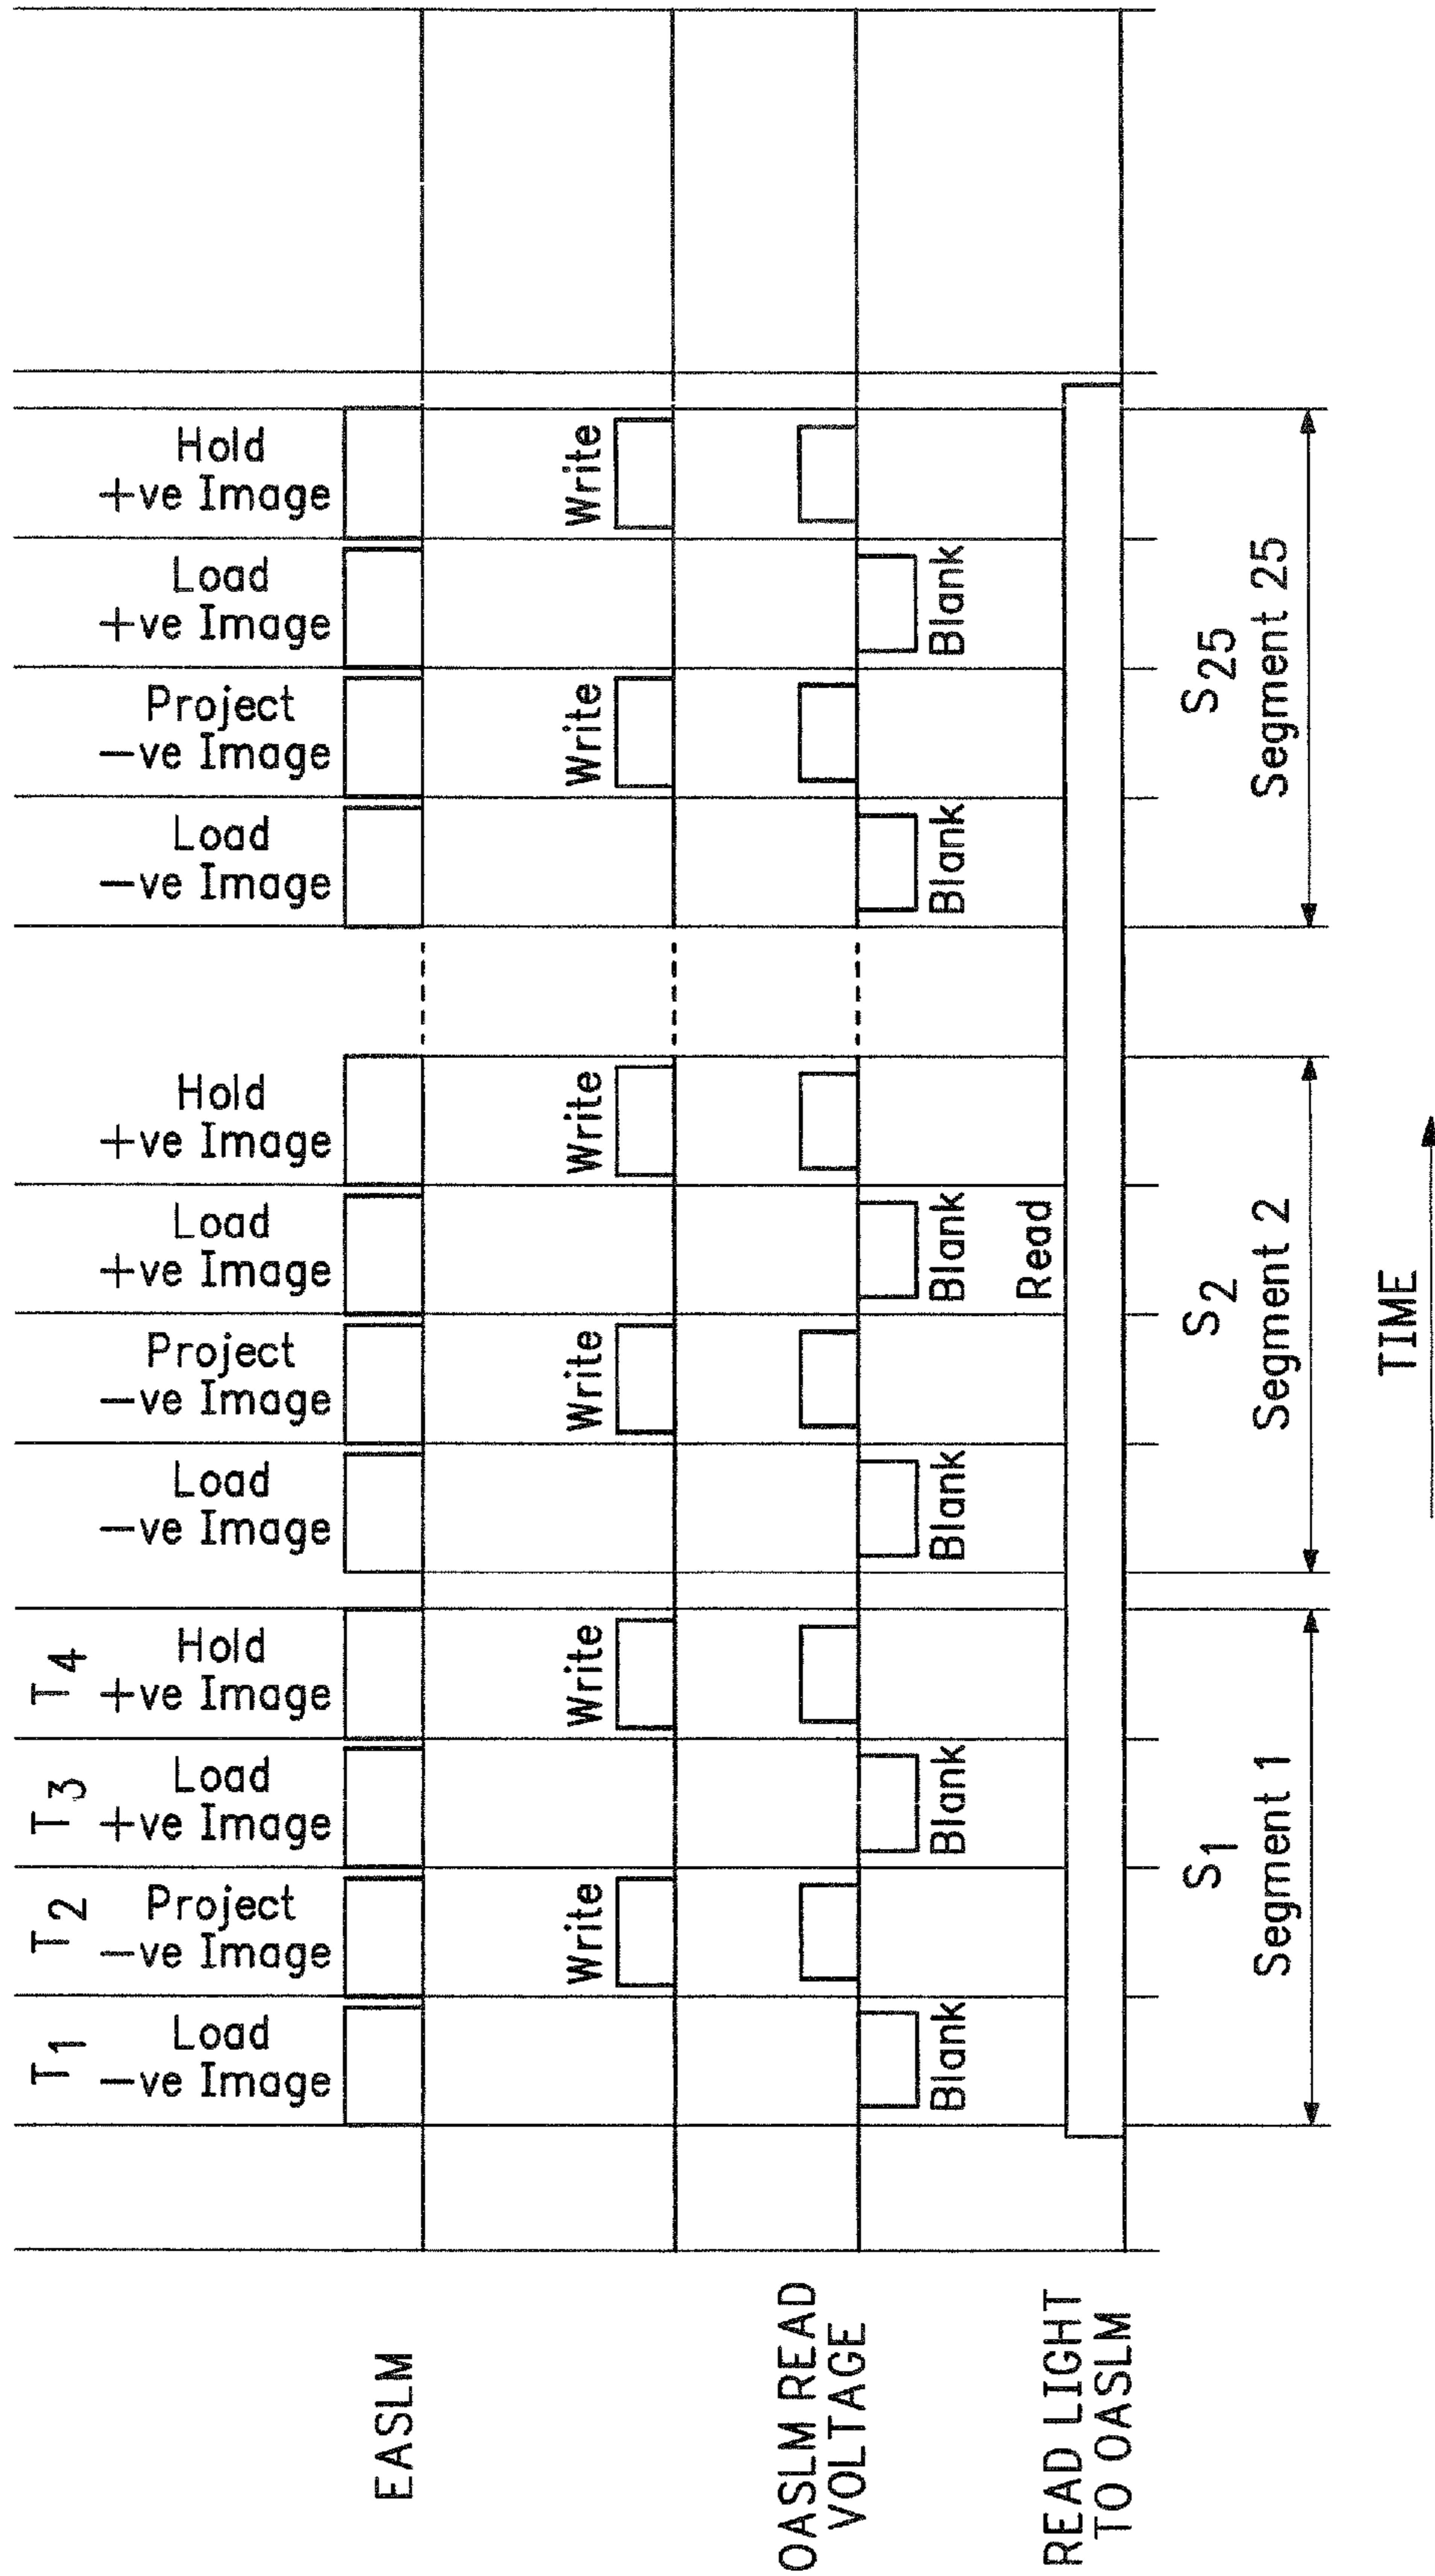 T1 T2 T3 T4
Load
−ve Image
Project
−ve Image
Load
+ve Image
Hold
+ve Image
Load
−ve Image
Project
−ve Image
Load
+ve Image
Hold
+ve Image
Load
−ve Image
Project
−ve Image
Load
+ve Image
Hold
+ve Image
EASLM
Write Write Write Write Write Write
OASLM READ
VOLTAGE
Blank Blank Blank Blank Blank Blank
Read
READ LIGHT
TO OASLM
S1
Segment 1
S2
Segment 2
S25
Segment 25
TIME